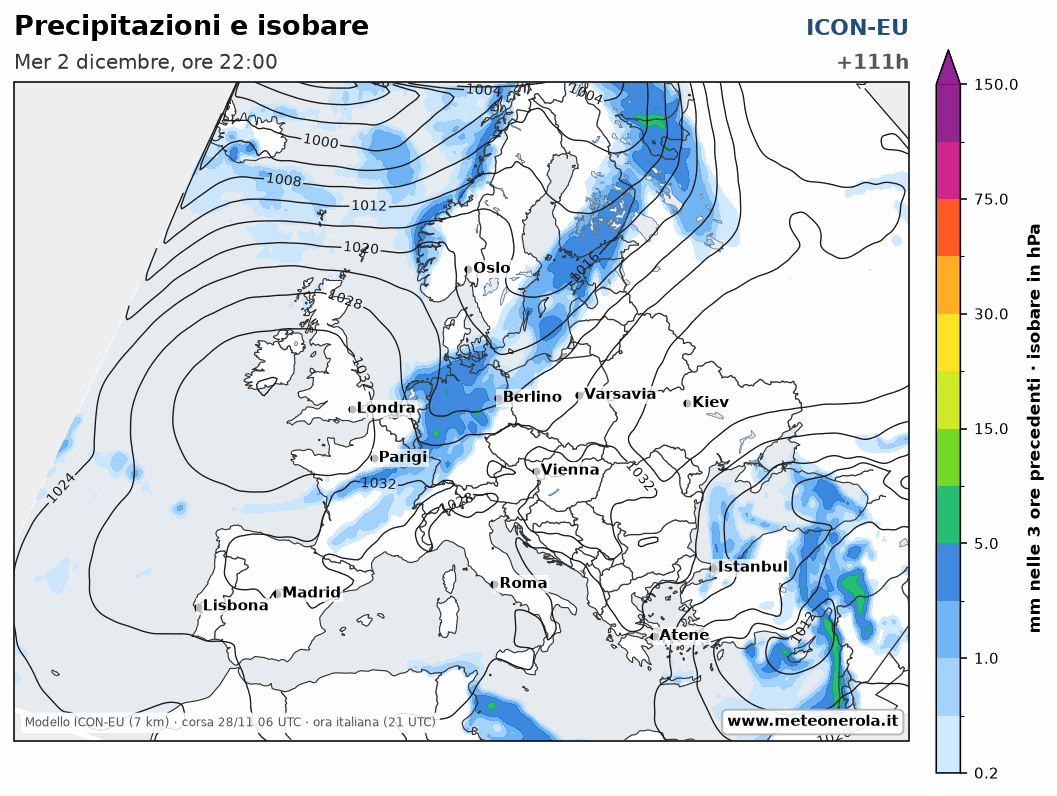 Precipitazioni e isobare
ICON-EU
Mer 2 dicembre, ore 22:00
+111h
1004
1004
1000
1008
1012
1020
1016
1028
1032
1024
1032
1032
1028
1012
Oslo
Londra
Berlino
Varsavia
Kiev
Parigi
Vienna
Istanbul
Madrid
Lisbona
Roma
Atene
Modello ICON-EU (7 km) · corsa 28/11 06 UTC · ora italiana (21 UTC)
www.meteonerola.it
150.0
75.0
30.0
15.0
5.0
1.0
0.2
mm nelle 3 ore precedenti · isobare in hPa